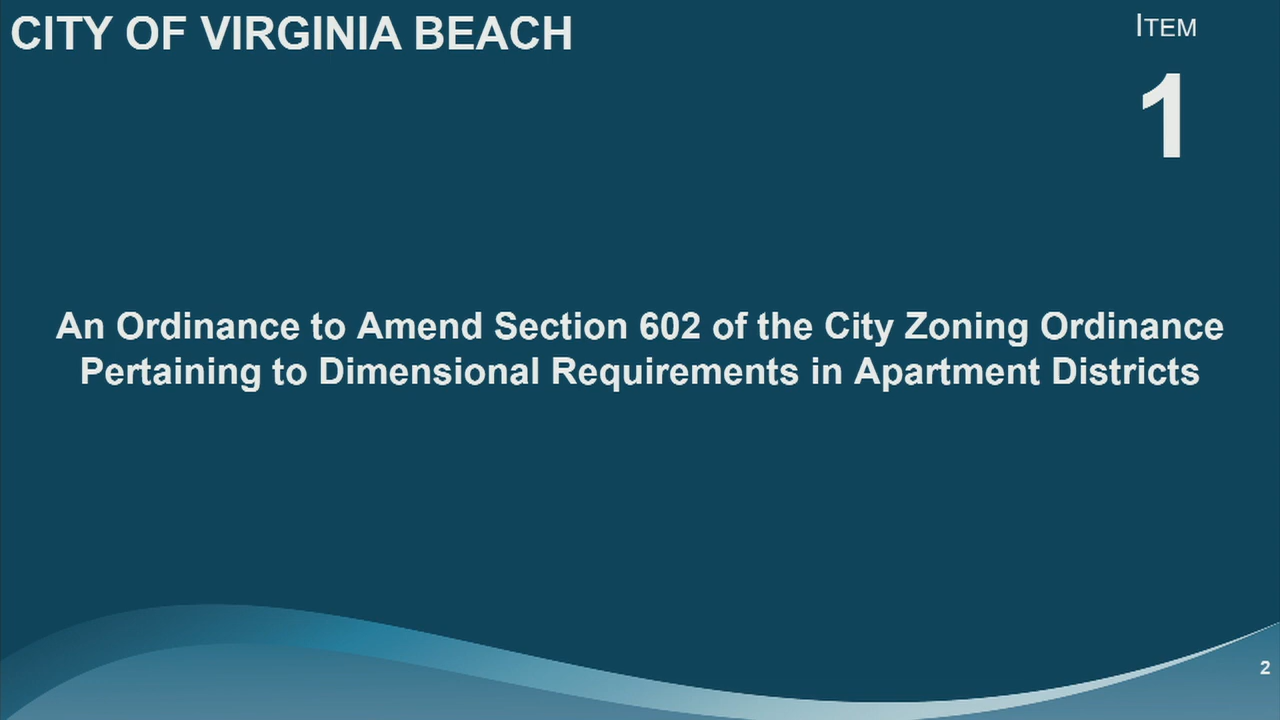 CITY OF VIRGINIA BEACH
ITEM
1
An Ordinance to Amend Section 602 of the City Zoning Ordinance
Pertaining to Dimensional Requirements in Apartment Districts
2